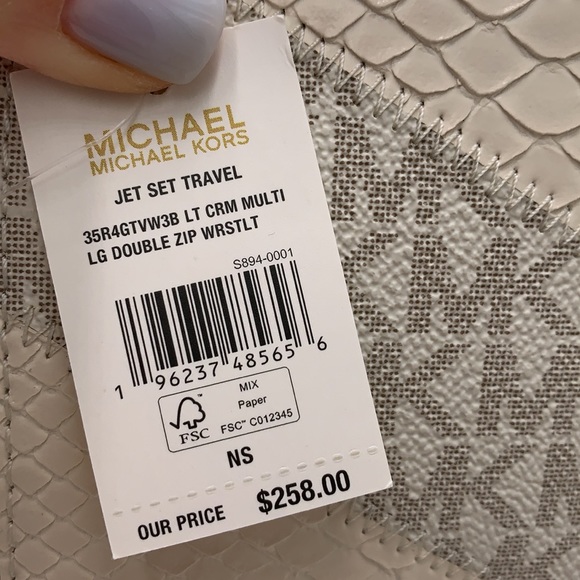 MICHAEL
MICHAEL KORS
JET SET TRAVEL
35R4GTVW3B LT CRM MULTI
LG DOUBLE ZIP WRSTLT
S894-0001
1 96237 48565 6
MIX
Paper
FSC™ C012345
FSC
NS
OUR PRICE $258.00